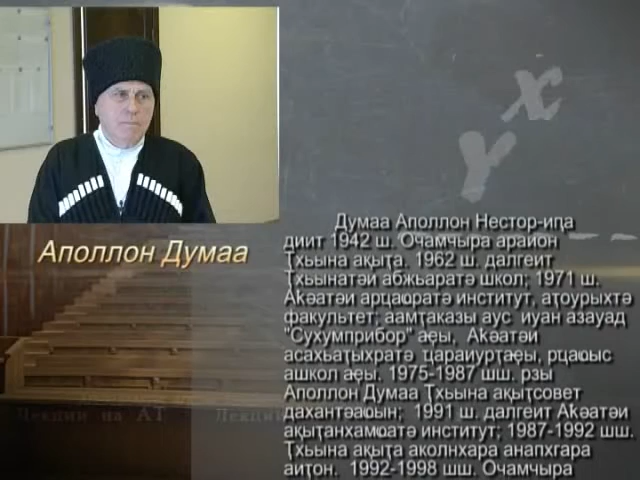 x
Y
Аполлон Думаа
Думаа Аполлон Нестор-иԥа
диит 1942 ш. Очамчыра араион
Ҭхьына ақыҭа. 1962 ш. далгеит
Ҭхьынатәи абжьаратә школ; 1971 ш.
Аҟәатәи арҵаҩратә институт, аҭоурыхтә
факультет; аамҭаказы аус иуан азауад
"Сухумприбор" аҿы, Аҟәатәи
асахьаҭыхратә ҵараиурҭаҿы, рҵаҩыс
ашкол аҿы. 1975-1987 шш. рзы
Аполлон Думаа Ҭхьына ақыҭсовет
дахантәаҩын; 1991 ш. далгеит Аҟәатәи
ақыҭанхамҩатә институт; 1987-1992 шш.
Ҭхьына ақыҭа аколнхара анапхгара
аиҭон. 1992-1998 шш. Очамчыра
Лекции на АТ Лекции